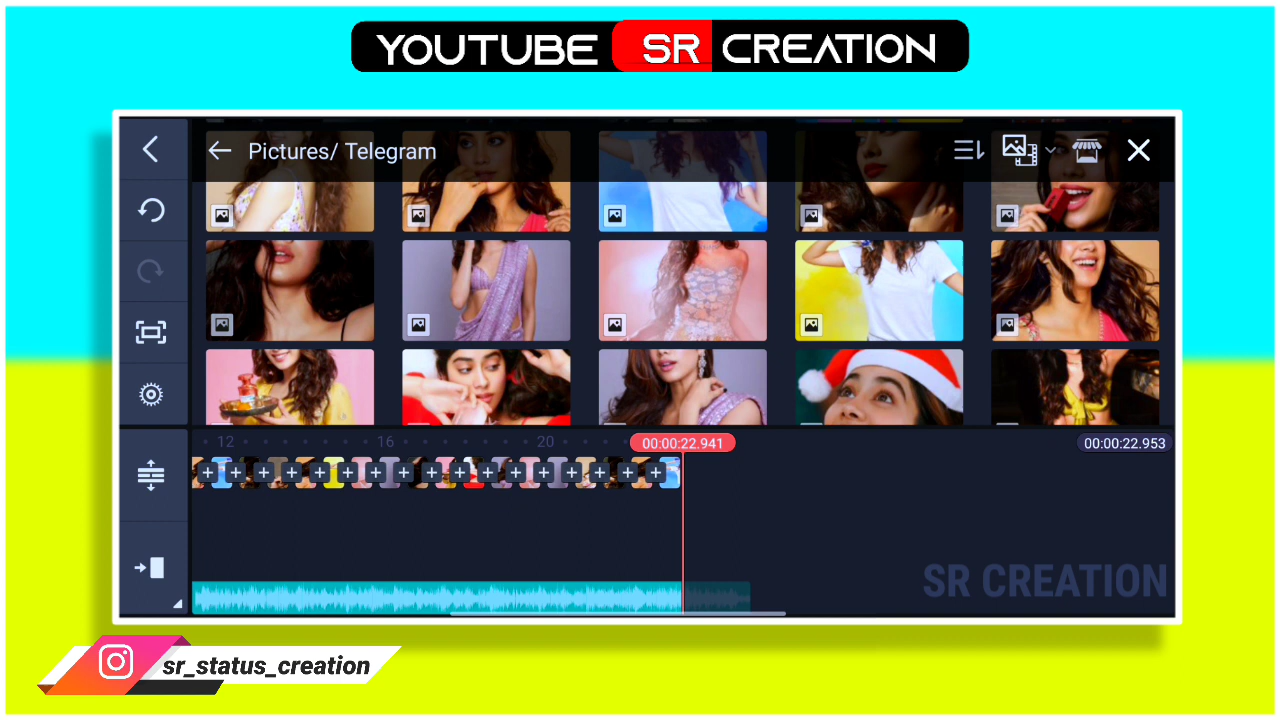 YOUTUBE SR CREATION
Pictures/ Telegram
12 16 20 00:00:22.941 00:00:22.953
SR CREATION
sr_status_creation